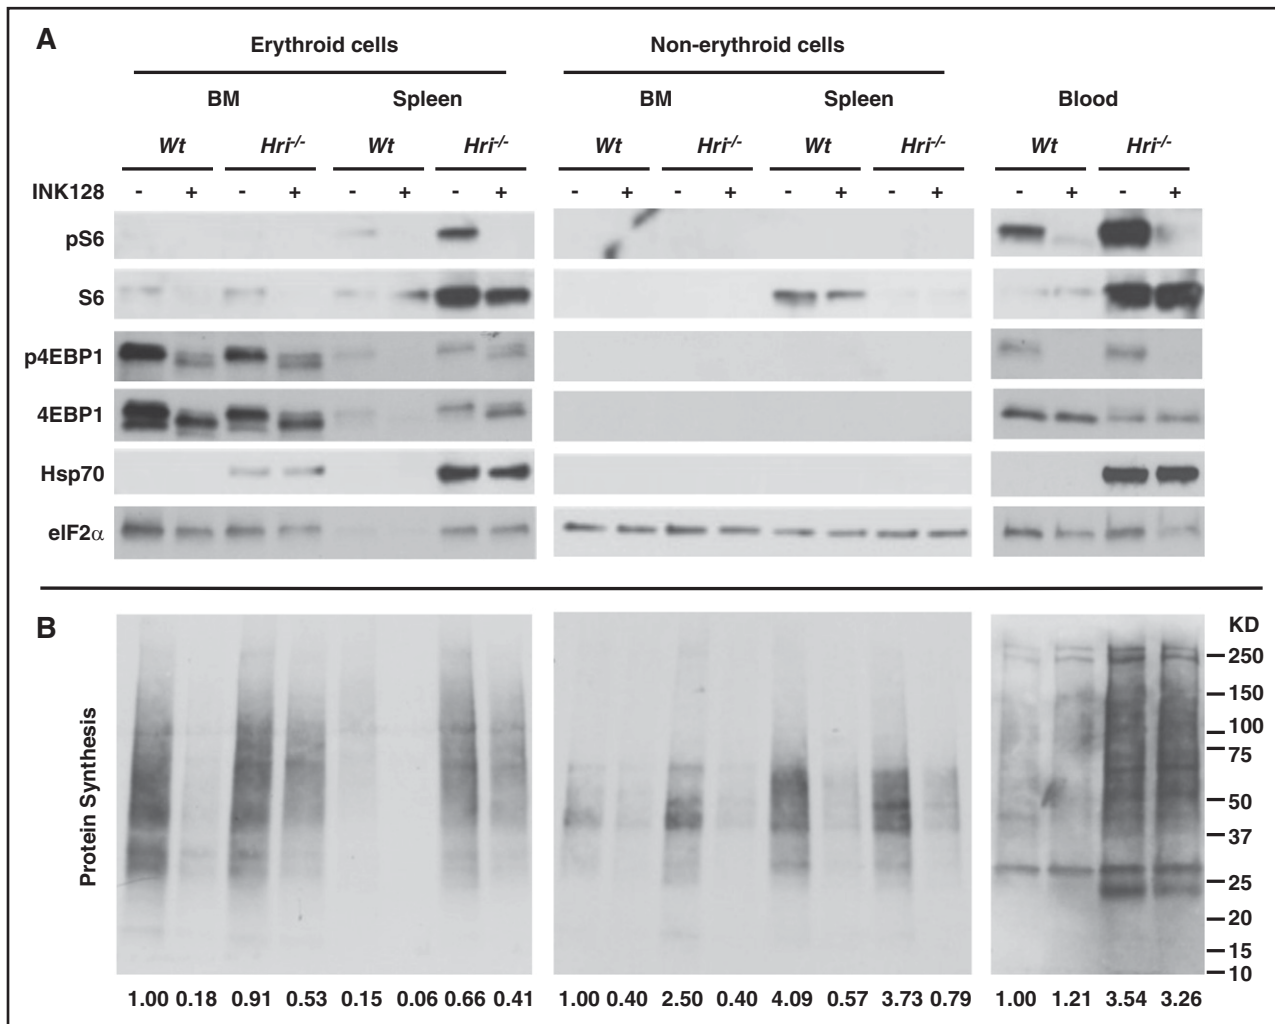 A
Erythroid cells Non-erythroid cells
BM Spleen BM Spleen Blood
Wt Hri-/- Wt Hri-/- Wt Hri-/- Wt Hri-/- Wt Hri-/-
INK128 - + - + - + - + - + - + - + - + - + - +
pS6
S6
p4EBP1
4EBP1
Hsp70
eIF2α
B
KD
250
150
100
75
50
37
25
20
15
10
Protein Synthesis
1.00 0.18 0.91 0.53 0.15 0.06 0.66 0.41 1.00 0.40 2.50 0.40 4.09 0.57 3.73 0.79 1.00 1.21 3.54 3.26